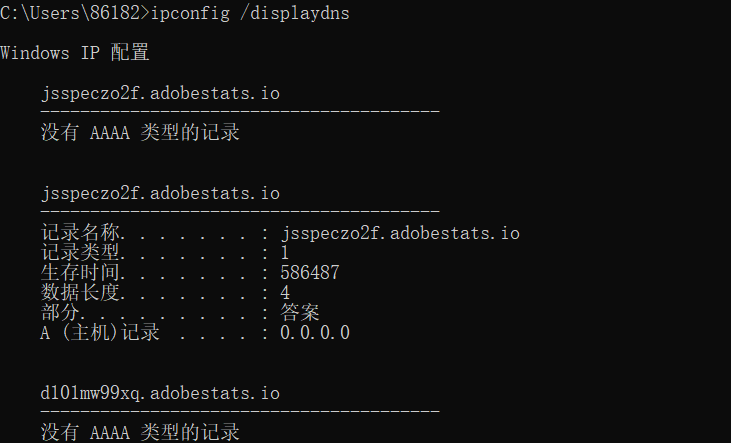 C:\Users\86182>ipconfig /displaydns
Windows IP 配置
jsspeczo2f.adobestats.io
----------------------------------------
没有 AAAA 类型的记录
jsspeczo2f.adobestats.io
----------------------------------------
记录名称. . . . . . . : jsspeczo2f.adobestats.io
记录类型. . . . . . . : 1
生存时间. . . . . . . : 586487
数据长度. . . . . . . : 4
部分. . . . . . . . . : 答案
A (主机)记录  . . . . : 0.0.0.0
dl01mw99xq.adobestats.io
----------------------------------------
没有 AAAA 类型的记录